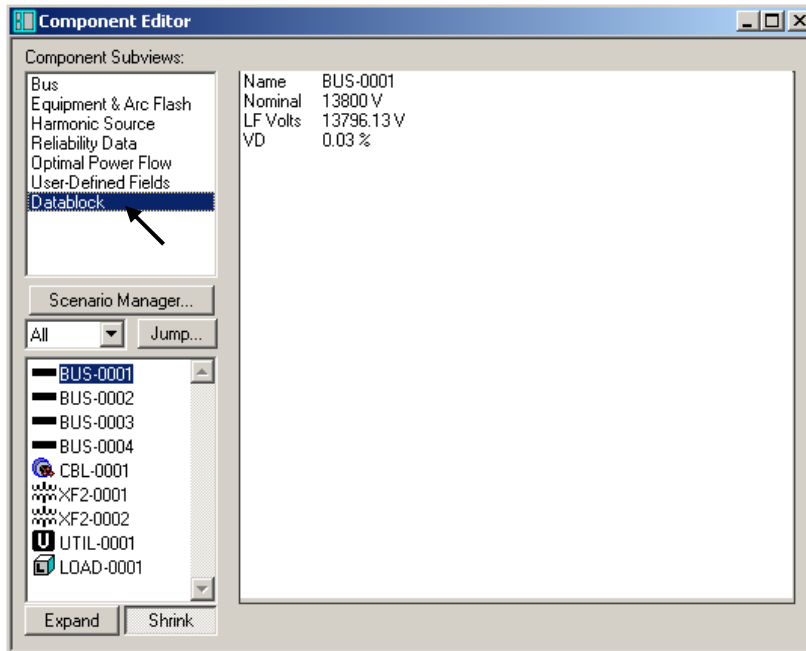 Component Editor
Component Subviews:
Bus
Equipment & Arc Flash
Harmonic Source
Reliability Data
Optimal Power Flow
User-Defined Fields
Datablock
Scenario Manager...
All
Jump...
BUS-0001
BUS-0002
BUS-0003
BUS-0004
CBL-0001
XF2-0001
XF2-0002
U UTIL-0001
LOAD-0001
Expand
Shrink
Name BUS-0001
Nominal 13800 V
LF Volts 13796.13 V
VD 0.03 %